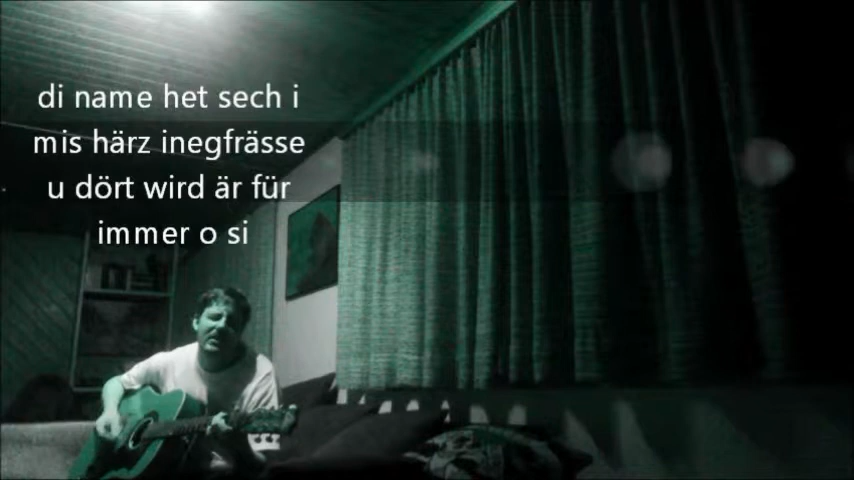 di name het sech i
mis härz inegfrässe
u dört wird är für
immer o si